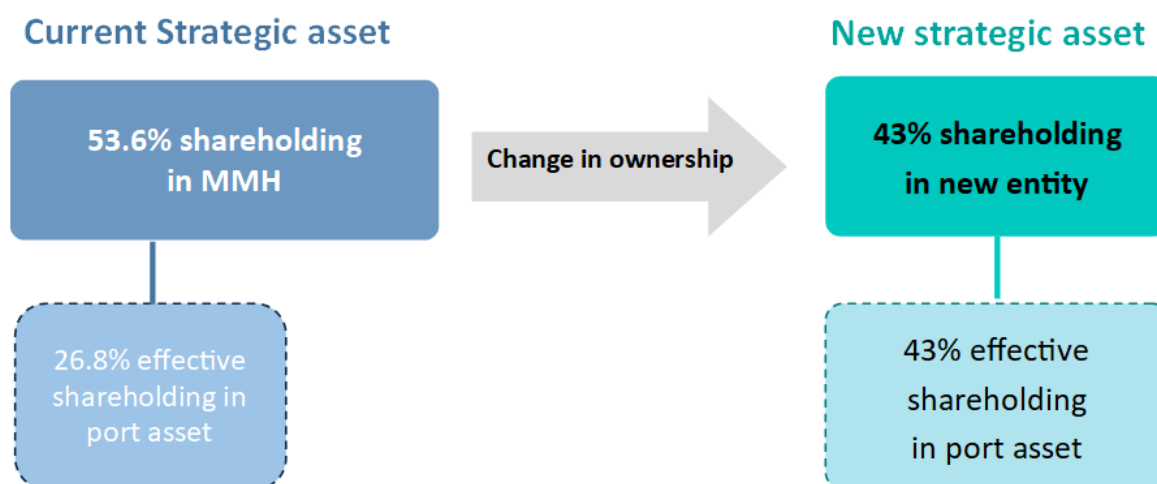 Current Strategic asset
53.6% shareholding
in MMH
26.8% effective
shareholding in
port asset
Change in ownership
New strategic asset
43% shareholding
in new entity
43% effective
shareholding
in port asset